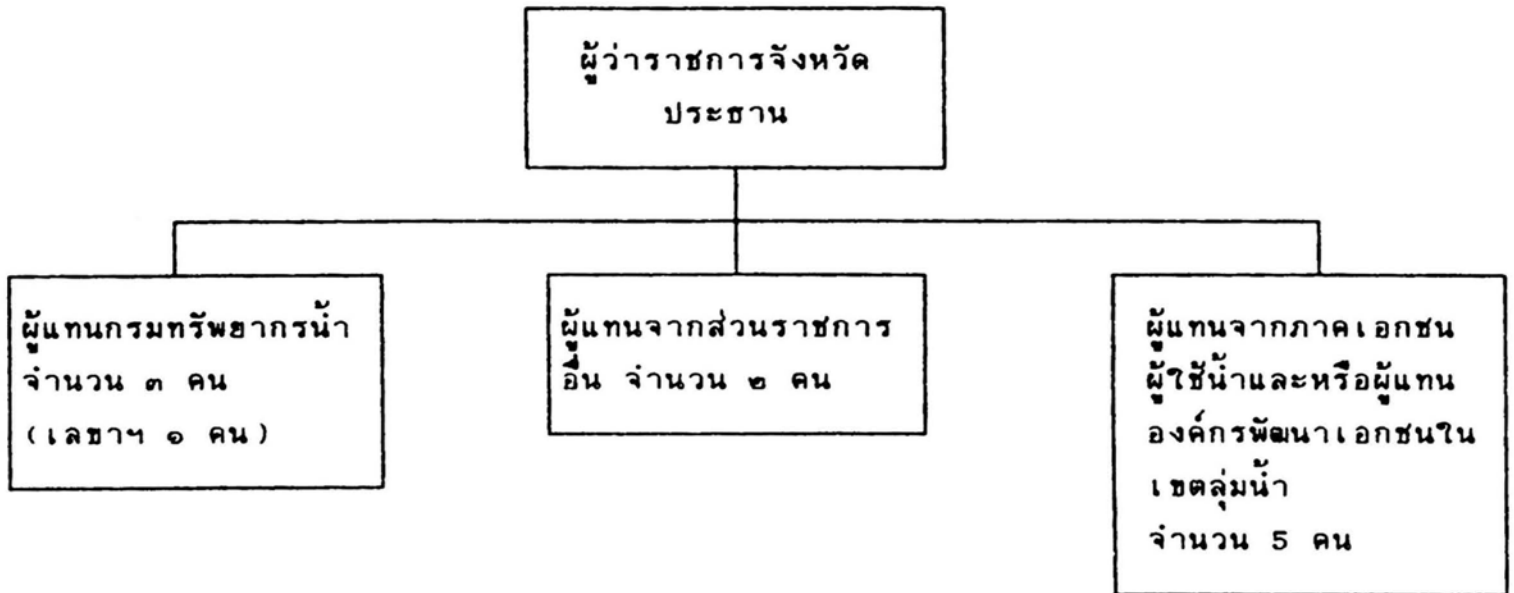 ผู้ว่าราชการจังหวัด
ประธาน
ผู้แทนกรมทรัพยากรน้ำ
จำนวน ๓ คน
(เลขาฯ ๑ คน)
ผู้แทนจากส่วนราชการ
อื่น จำนวน ๒ คน
ผู้แทนจากภาคเอกชน
ผู้ใช้น้ำและหรือผู้แทน
องค์กรพัฒนาเอกชนใน
เขตลุ่มน้ำ
จำนวน 5 คน